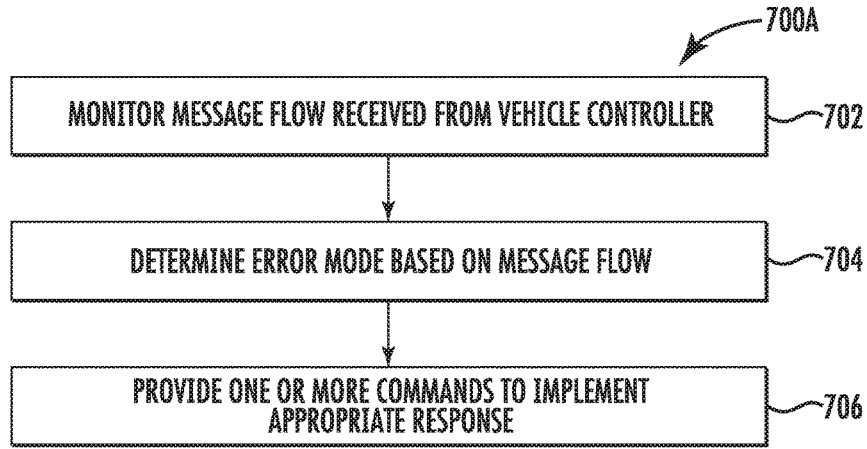 700A
MONITOR MESSAGE FLOW RECEIVED FROM VEHICLE CONTROLLER
702
DETERMINE ERROR MODE BASED ON MESSAGE FLOW
704
PROVIDE ONE OR MORE COMMANDS TO IMPLEMENT
APPROPRIATE RESPONSE
706